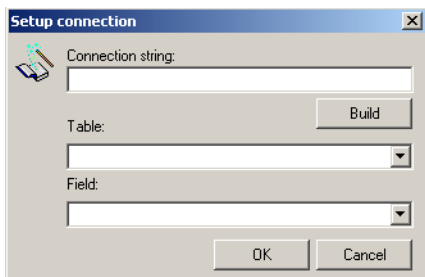 Setup connection
Connection string:
Build
Table:
Field:
OK Cancel